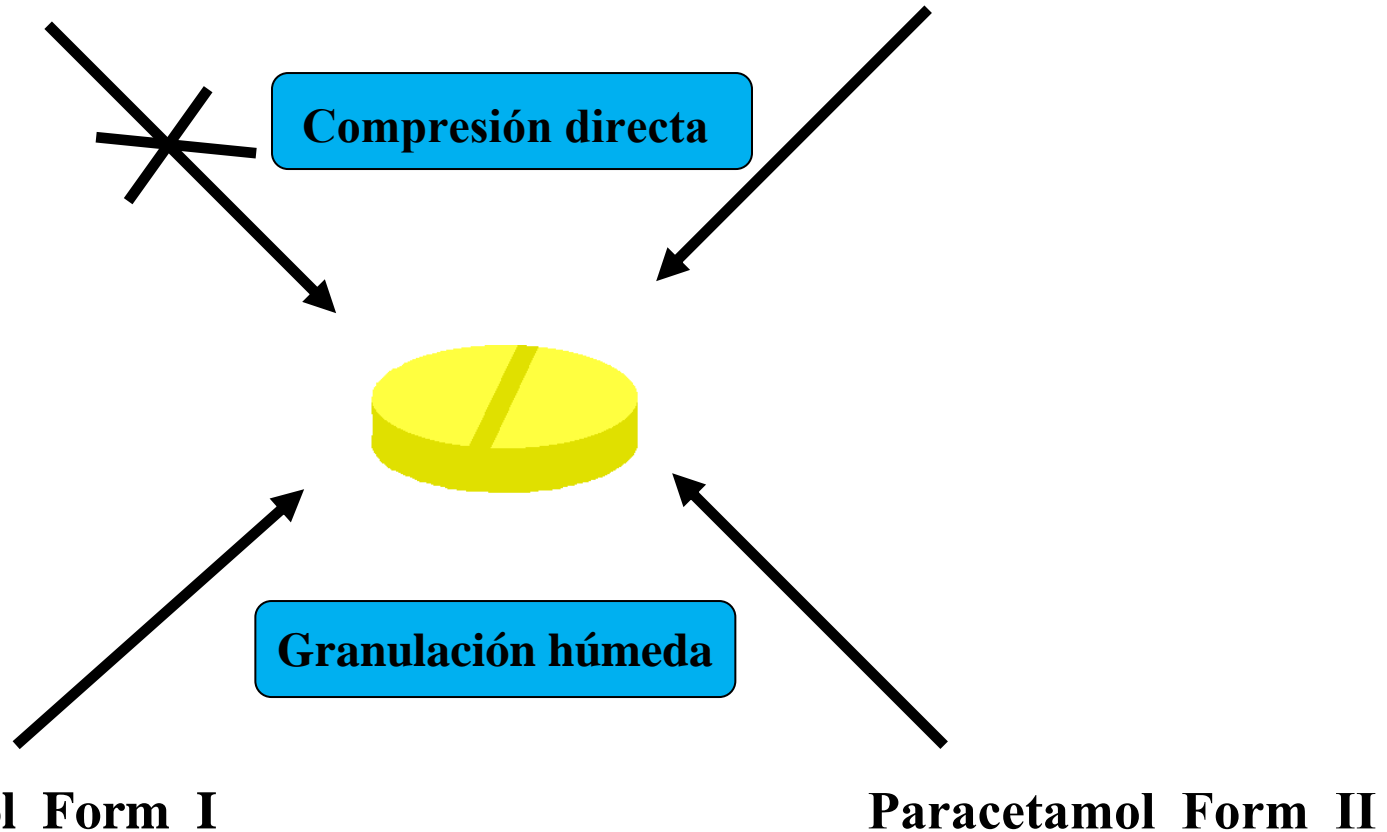 Compresión directa
Granulación húmeda
Form I Paracetamol Form II